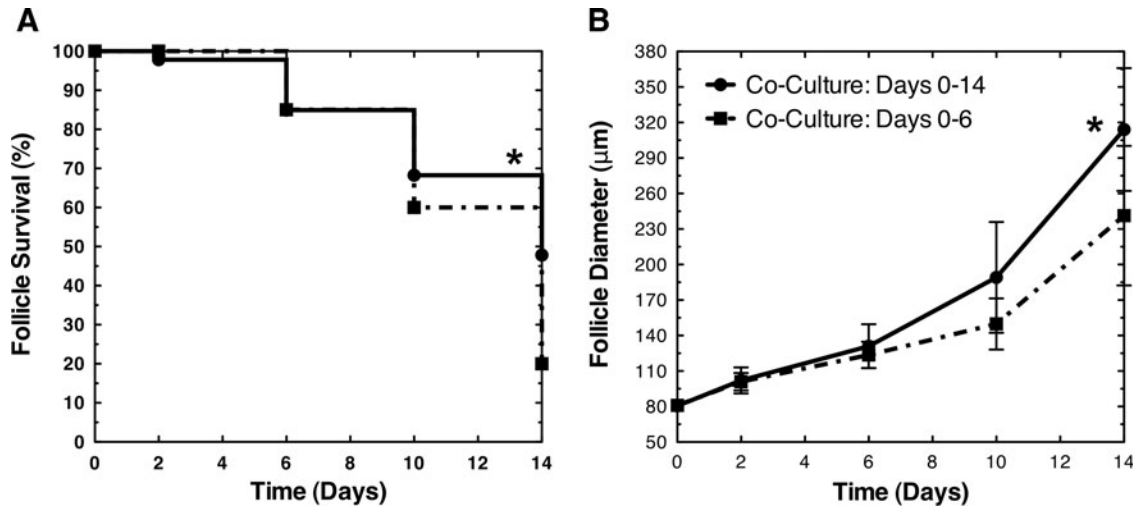 A
Follicle Survival (%)
100
90
80
70
60
50
40
30
20
10
0
*
0 2 4 6 8 10 12 14
Time (Days)
B
Follicle Diameter (μm)
380
350
320
290
260
230
200
170
140
110
80
50
Co-Culture: Days 0-14
Co-Culture: Days 0-6
*
0 2 4 6 8 10 12 14
Time (Days)